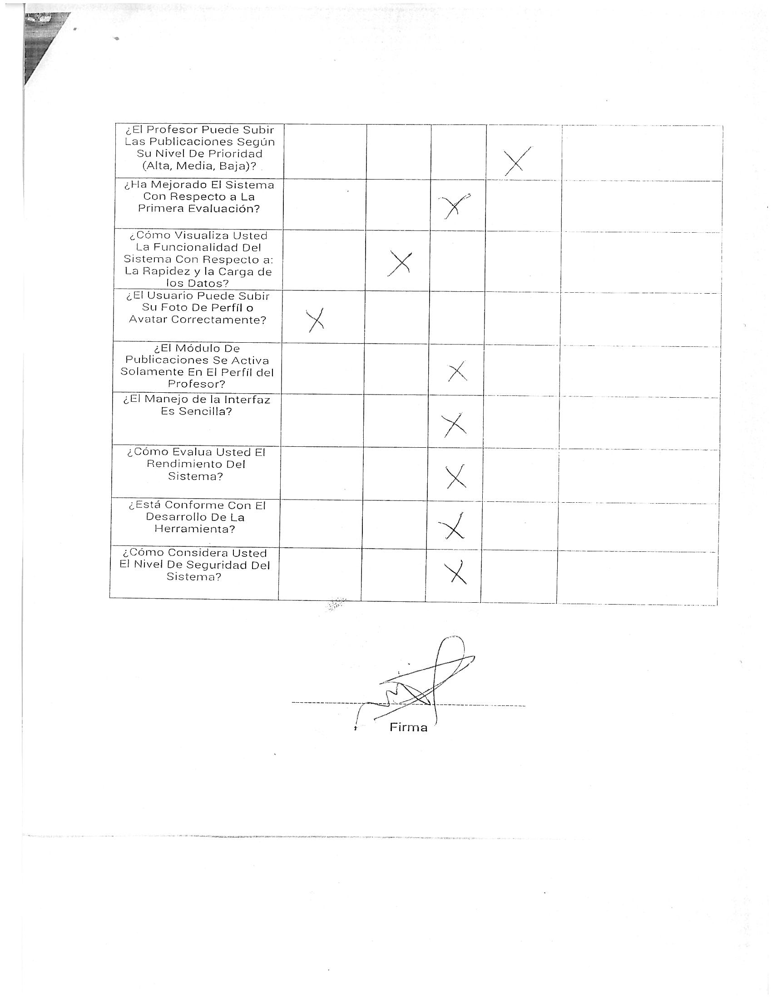 ¿El Profesor Puede Subir
Las Publicaciones Según
Su Nivel De Prioridad
(Alta, Media, Baja)?
X
¿Ha Mejorado El Sistema
Con Respecto a La
Primera Evaluación?
X
¿Cómo Visualiza Usted
La Funcionalidad Del
Sistema Con Respecto a:
La Rapidez y la Carga de
los Datos?
X
¿El Usuario Puede Subir
Su Foto De Perfíl o
Avatar Correctamente?
X
¿El Módulo De
Publicaciones Se Activa
Solamente En El Perfíl del
Profesor?
X
¿El Manejo de la Interfaz
Es Sencilla?
X
¿Cómo Evalua Usted El
Rendimiento Del
Sistema?
X
¿Está Conforme Con El
Desarrollo De La
Herramienta?
X
¿Cómo Considera Usted
El Nivel De Seguridad Del
Sistema?
X
Firma